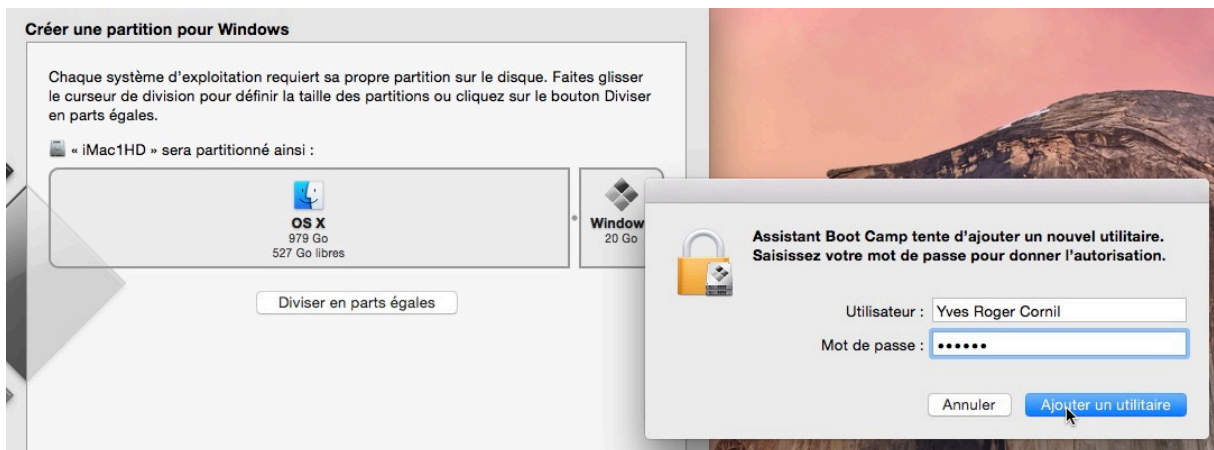 Créer une partition pour Windows
Chaque système d'exploitation requiert sa propre partition sur le disque. Faites glisser
le curseur de division pour définir la taille des partitions ou cliquez sur le bouton Diviser
en parts égales.
« iMac1HD » sera partitionné ainsi :
OS X
979 Go
527 Go libres
Window
20 Go
Diviser en parts égales
Assistant Boot Camp tente d'ajouter un nouvel utilitaire.
Saisissez votre mot de passe pour donner l'autorisation.
Utilisateur : Yves Roger Cornil
Mot de passe : ••••••
Annuler
Ajouter un utilitaire